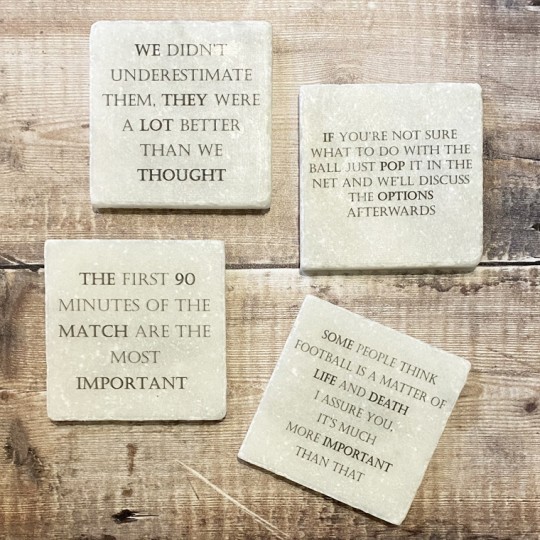 WE DIDN'T
UNDERESTIMATE
THEM, THEY WERE
A LOT BETTER
THAN WE
THOUGHT
IF YOU'RE NOT SURE
WHAT TO DO WITH THE
BALL JUST POP IT IN THE
NET AND WE'LL DISCUSS
THE OPTIONS
AFTERWARDS
THE FIRST 90
MINUTES OF THE
MATCH ARE THE
MOST
IMPORTANT
SOME PEOPLE THINK
FOOTBALL IS A MATTER OF
LIFE AND DEATH
I ASSURE YOU,
IT'S MUCH
MORE IMPORTANT
THAN THAT